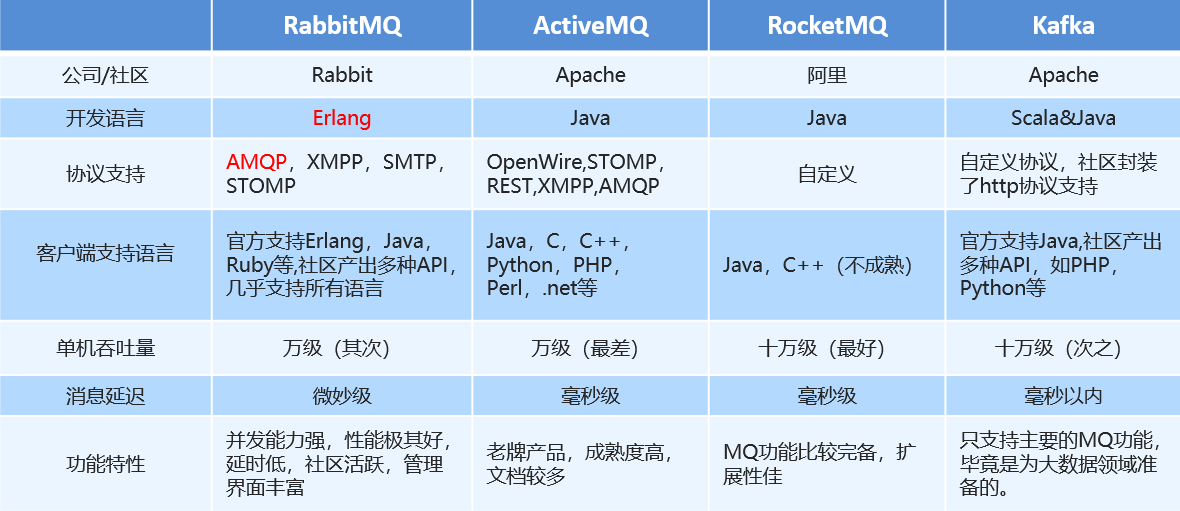 RabbitMQ ActiveMQ RocketMQ Kafka
公司/社区 Rabbit Apache 阿里 Apache
开发语言 Erlang Java Java Scala&Java
协议支持
AMQP，XMPP，SMTP，
STOMP
OpenWire,STOMP，
REST,XMPP,AMQP
自定义
自定义协议，社区封装
了http协议支持
客户端支持语言
官方支持Erlang，Java，
Ruby等,社区产出多种API，
几乎支持所有语言
Java，C，C++，
Python，PHP，
Perl，.net等
Java，C++（不成熟）
官方支持Java,社区产出
多种API，如PHP，
Python等
单机吞吐量 万级（其次） 万级（最差） 十万级（最好） 十万级（次之）
消息延迟 微妙级 毫秒级 毫秒级 毫秒以内
功能特性
并发能力强，性能极其好，
延时低，社区活跃，管理
界面丰富
老牌产品，成熟度高，
文档较多
MQ功能比较完备，扩
展性佳
只支持主要的MQ功能，
毕竟是为大数据领域准
备的。